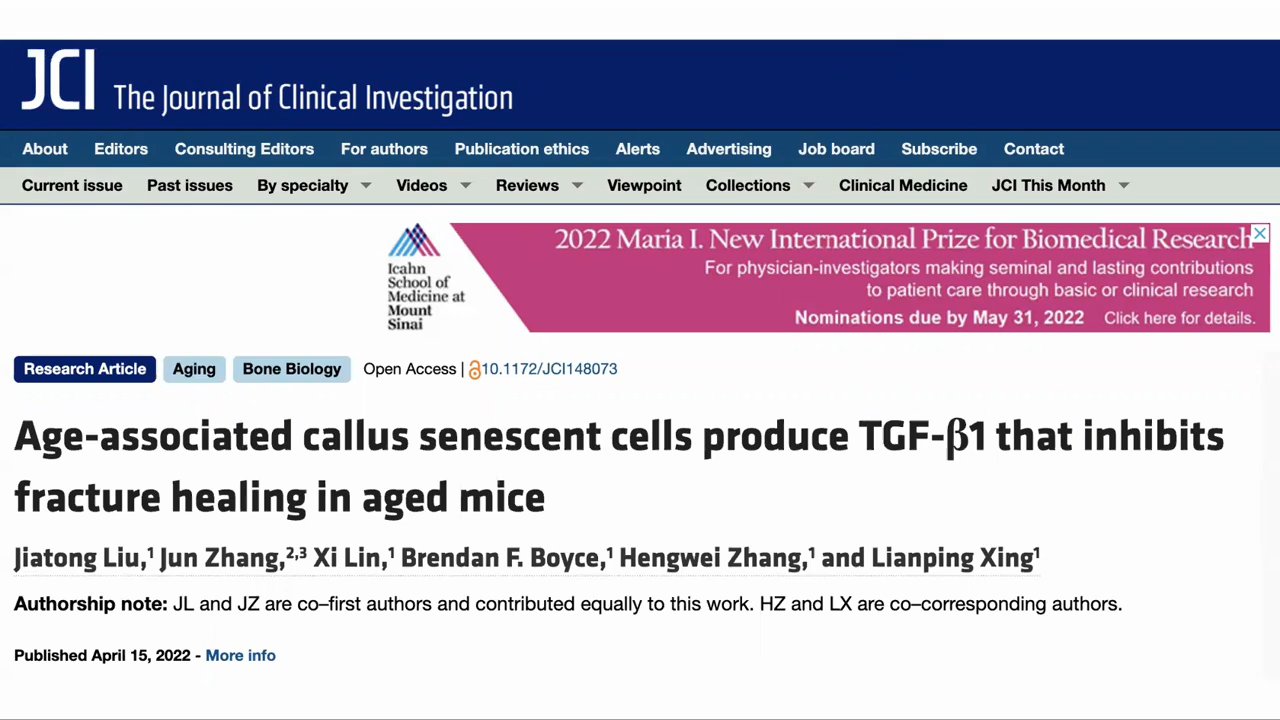 JCI The Journal of Clinical Investigation
About Editors Consulting Editors For authors Publication ethics Alerts Advertising Job board Subscribe Contact
Current issue Past issues By specialty Videos Reviews Viewpoint Collections Clinical Medicine JCI This Month
Icahn
School of
Medicine at
Mount
Sinai
2022 Maria I. New International Prize for Biomedical Research
For physician-investigators making seminal and lasting contributions
to patient care through basic or clinical research
Nominations due by May 31, 2022 Click here for details.
Research Article Aging Bone Biology Open Access | 10.1172/JCI148073
Age-associated callus senescent cells produce TGF-β1 that inhibits
fracture healing in aged mice
Jiatong Liu,¹ Jun Zhang,²,³ Xi Lin,¹ Brendan F. Boyce,¹ Hengwei Zhang,¹ and Lianping Xing¹
Authorship note: JL and JZ are co–first authors and contributed equally to this work. HZ and LX are co–corresponding authors.
Published April 15, 2022 - More info